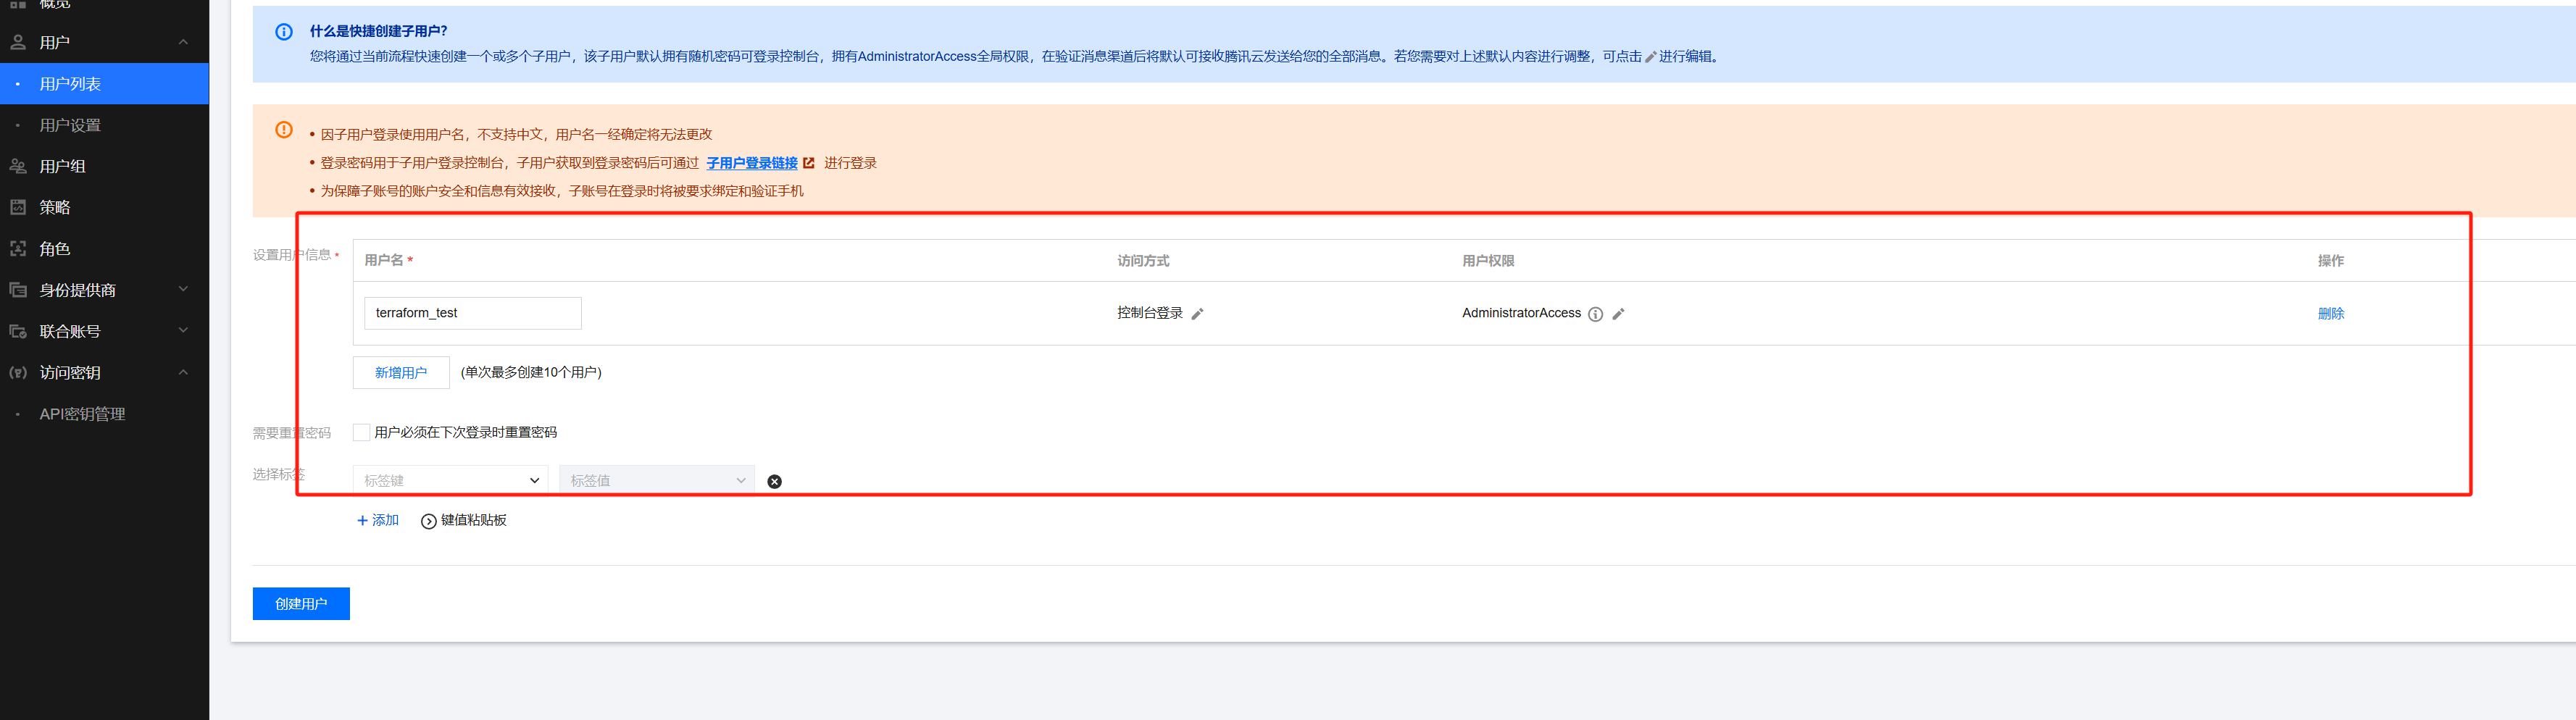 概览
用户
用户列表
用户设置
用户组
策略
角色
身份提供商
联合账号
访问密钥
API密钥管理
什么是快捷创建子用户?
您将通过当前流程快速创建一个或多个子用户，该子用户默认拥有随机密码可登录控制台，拥有AdministratorAccess全局权限，在验证消息渠道后将默认可接收腾讯云发送给您的全部消息。若您需要对上述默认内容进行调整，可点击 进行编辑。
• 因子用户登录使用用户名，不支持中文，用户名一经确定将无法更改
• 登录密码用于子用户登录控制台，子用户获取到登录密码后可通过 子用户登录链接 进行登录
• 为保障子账号的账户安全和信息有效接收，子账号在登录时将被要求绑定和验证手机
设置用户信息 *
用户名 * 访问方式 用户权限 操作
terraform_test 控制台登录 AdministratorAccess 删除
新增用户 (单次最多创建10个用户)
需要重置密码 用户必须在下次登录时重置密码
选择标签 标签键 标签值
+ 添加 键值粘贴板
创建用户